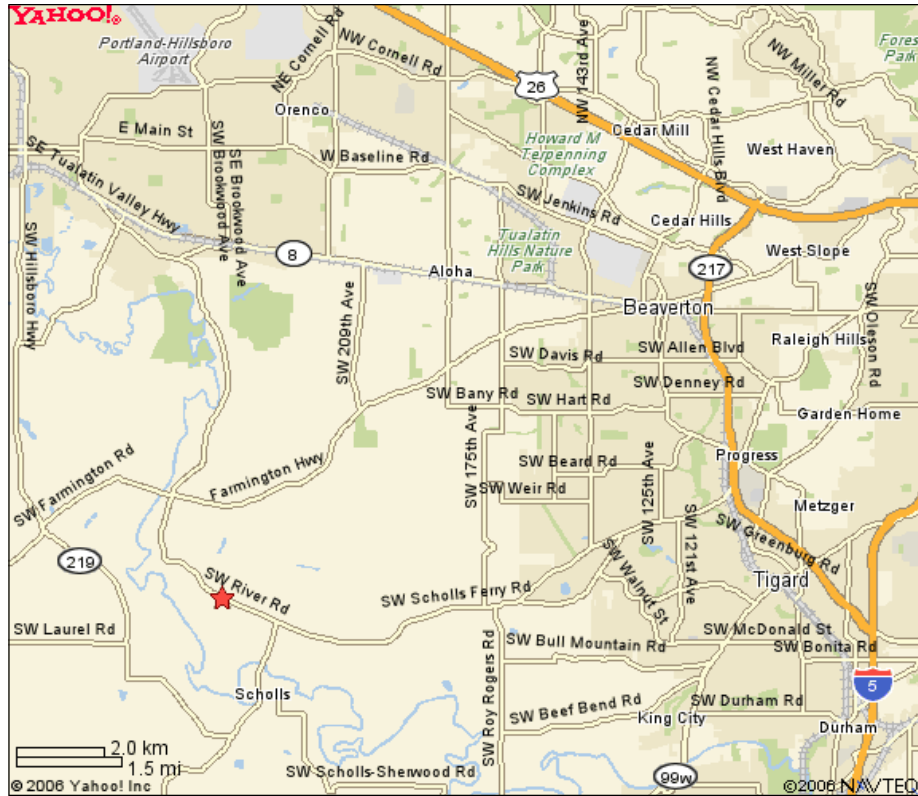 YAHOO!®
Portland-Hillsboro
Airport
NE Cornell Rd
NW Cornell Rd
NW 143rd Ave
26
NW Cedar Hills Blvd
NW Miller Rd
Fores
Park
Orenco
E Main St
SW Brookwood Ave
SE Brookwood Ave
W Baseline Rd
Howard M
Terpenning
Complex
Cedar Mill
West Haven
SE Tualatin Valley Hwy
SW Jenkins Rd
Cedar Hills
SW Hillsboro Hwy
8
Aloha
Tualatin
Hills Nature
Park
217
West Slope
SW Oleson Rd
Beaverton
SW 209th Ave
SW Davis Rd
SW Allen Blvd
Raleigh Hills
SW Denney Rd
SW Bany Rd
SW Hart Rd
Garden Home
SW 175th Ave
SW 125th Ave
SW Farmington Rd
Farmington Hwy
SW Beard Rd
Progress
SW Weir Rd
SW 121st Ave
Metzger
SW Greenburg Rd
219
SW River Rd
SW Scholls Ferry Rd
SW Walnut St
Tigard
SW Laurel Rd
SW Roy Rogers Rd
SW Bull Mountain Rd
SW McDonald St
SW Bonita Rd
Scholls
5
SW Beef Bend Rd
SW Durham Rd
King City
Durham
2.0 km
1.5 mi
SW Scholls-Sherwood Rd
99W
© 2006 Yahoo! Inc
©2006 NAVTEQ